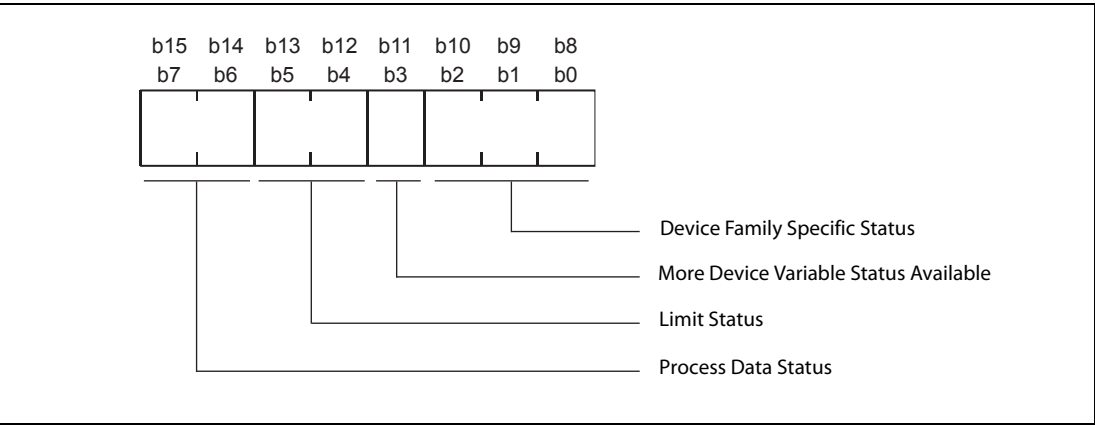 b15 b14 b13 b12 b11 b10 b9 b8
b7 b6 b5 b4 b3 b2 b1 b0
Device Family Specific Status
More Device Variable Status Available
Limit Status
Process Data Status